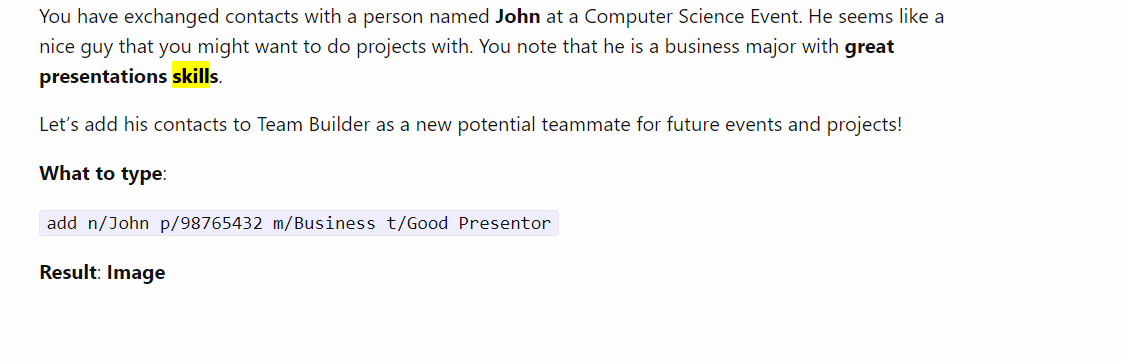 You have exchanged contacts with a person named John at a Computer Science Event. He seems like a
nice guy that you might want to do projects with. You note that he is a business major with great
presentations skills.
Let's add his contacts to Team Builder as a new potential teammate for future events and projects!
What to type:
add n/John p/98765432 m/Business t/Good Presentor
Result: Image